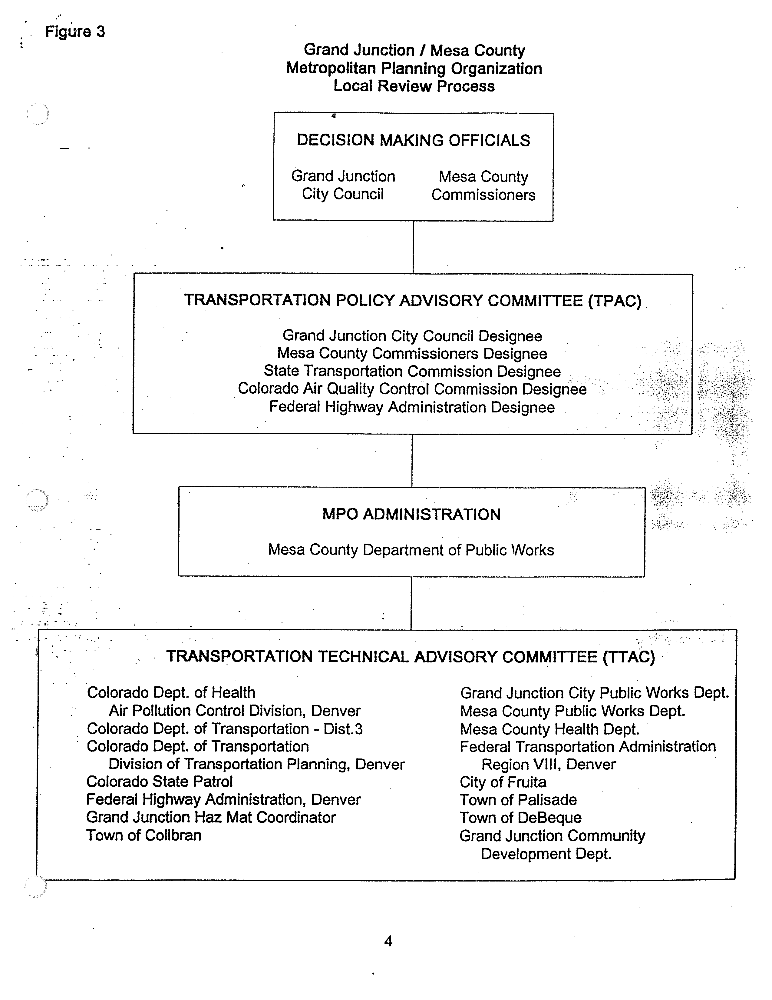 Figure 3
Grand Junction / Mesa County
Metropolitan Planning Organization
Local Review Process
DECISION MAKING OFFICIALS
Grand Junction Mesa County
City Council Commissioners
TRANSPORTATION POLICY ADVISORY COMMITTEE (TPAC)
Grand Junction City Council Designee
Mesa County Commissioners Designee
State Transportation Commission Designee
Colorado Air Quality Control Commission Designee
Federal Highway Administration Designee
MPO ADMINISTRATION
Mesa County Department of Public Works
TRANSPORTATION TECHNICAL ADVISORY COMMITTEE (TTAC)
Colorado Dept. of Health
Air Pollution Control Division, Denver
Colorado Dept. of Transportation - Dist.3
Colorado Dept. of Transportation
Division of Transportation Planning, Denver
Colorado State Patrol
Federal Highway Administration, Denver
Grand Junction Haz Mat Coordinator
Town of Collbran
Grand Junction City Public Works Dept.
Mesa County Public Works Dept.
Mesa County Health Dept.
Federal Transportation Administration
Region VIII, Denver
City of Fruita
Town of Palisade
Town of DeBeque
Grand Junction Community
Development Dept.
4